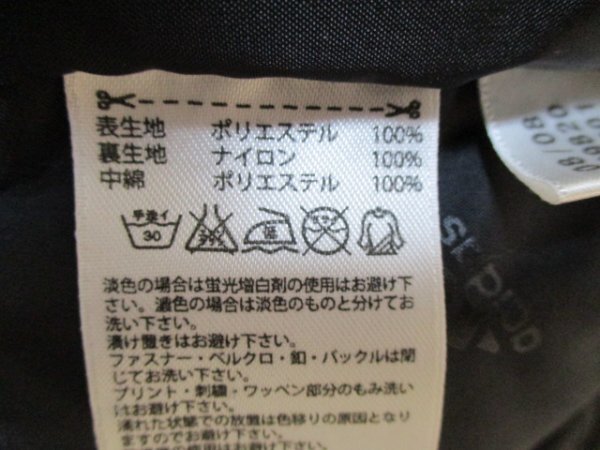 表生地 ポリエステル 100%
裏生地 ナイロン 100%
中綿 ポリエステル 100%
手洗イ
30
淡色の場合は蛍光増白剤の使用はお避け下
さい。濃色の場合は淡色のものと分けてお
洗い下さい。
漬け置きはお避け下さい。
ファスナー・ベルクロ・釦・バックルは閉
じてお洗い下さい。
プリント・刺繍・ワッペン部分のもみ洗い
はお避け下さい。
濡れた状態での放置は色移りの原因となり
ますのでお避け下さい。
08/08